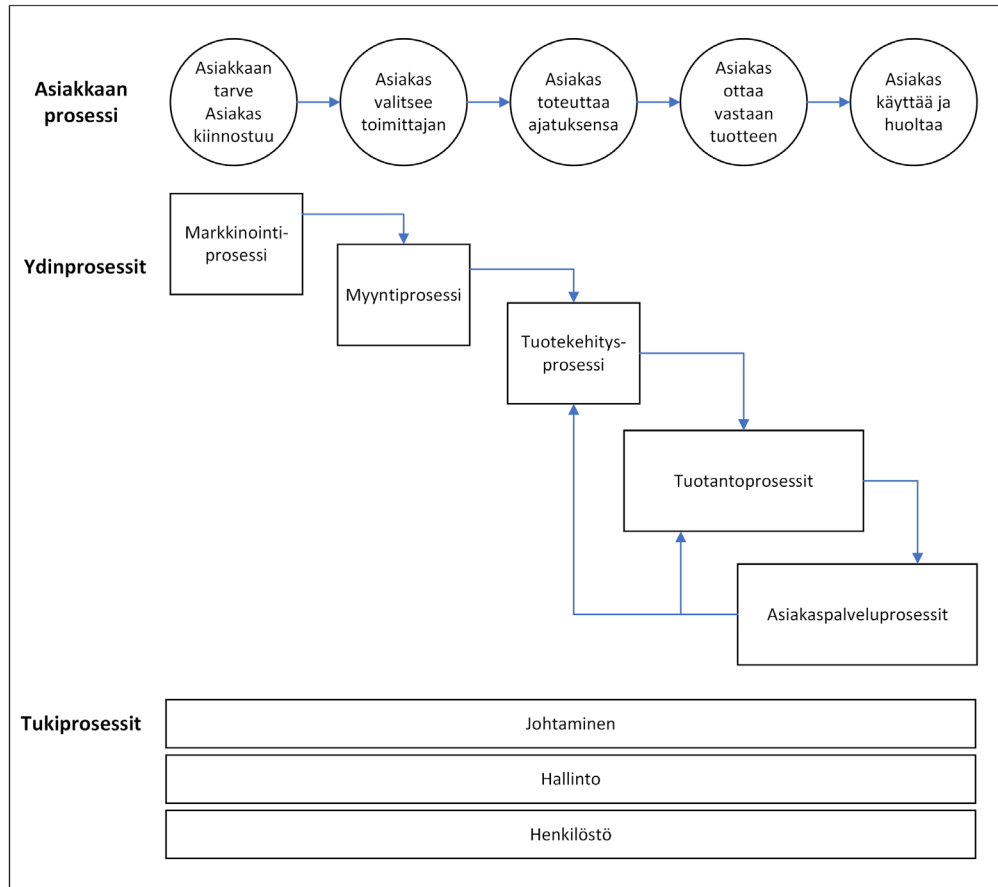 Asiakkaan
prosessi
Asiakkaan
tarve
Asiakas
kiinnostuu
Asiakas
valitsee
toimittajan
Asiakas
toteuttaa
ajatuksensa
Asiakas
ottaa
vastaan
tuotteen
Asiakas
käyttää ja
huoltaa
Ydinprosessit
Markkinointi-
prosessi
Myyntiprosessi
Tuotekehitys-
prosessi
Tuotantoprosessit
Asiakaspalveluprosessit
Tukiprosessit
Johtaminen
Hallinto
Henkilöstö